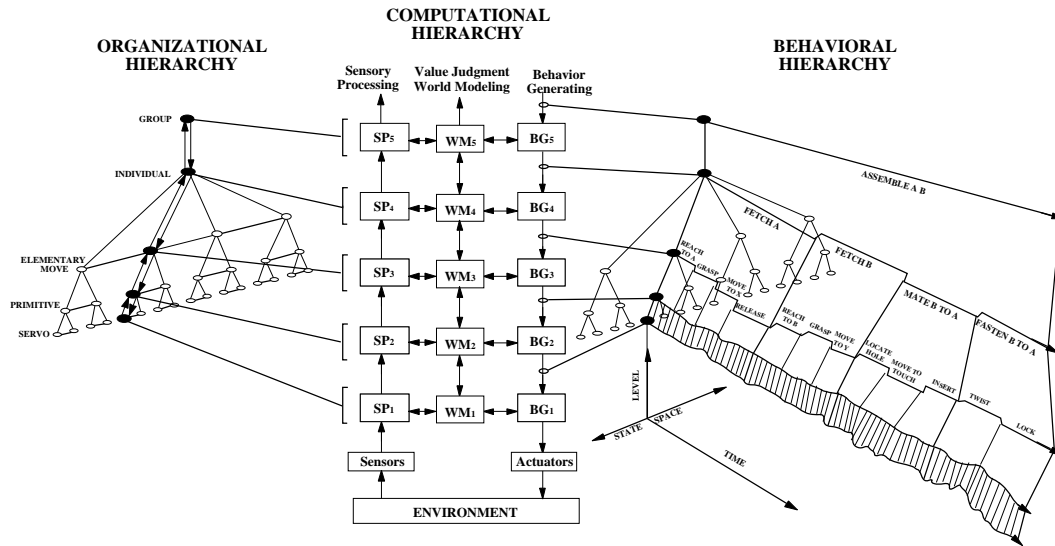 COMPUTATIONAL
HIERARCHY
ORGANIZATIONAL
HIERARCHY
BEHAVIORAL
HIERARCHY
Sensory
Processing
Value Judgment
World Modeling
Behavior
Generating
GROUP
INDIVIDUAL
ELEMENTARY
MOVE
PRIMITIVE
SERVO
SP5
WM5
BG5
SP4
WM4
BG4
SP3
WM3
BG3
SP2
WM2
BG2
SP1
WM1
BG1
Sensors
Actuators
ENVIRONMENT
ASSEMBLE A B
FETCH A
FETCH B
MATE B TO A
FASTEN B TO A
REACH
TO A
GRASP
MOVE
TO X
RELEASE
REACH
TO B
GRASP
MOVE
TO Y
LOCATE
HOLE
MOVE TO
TOUCH
INSERT
TWIST
LOCK
LEVEL
STATE
SPACE
TIME